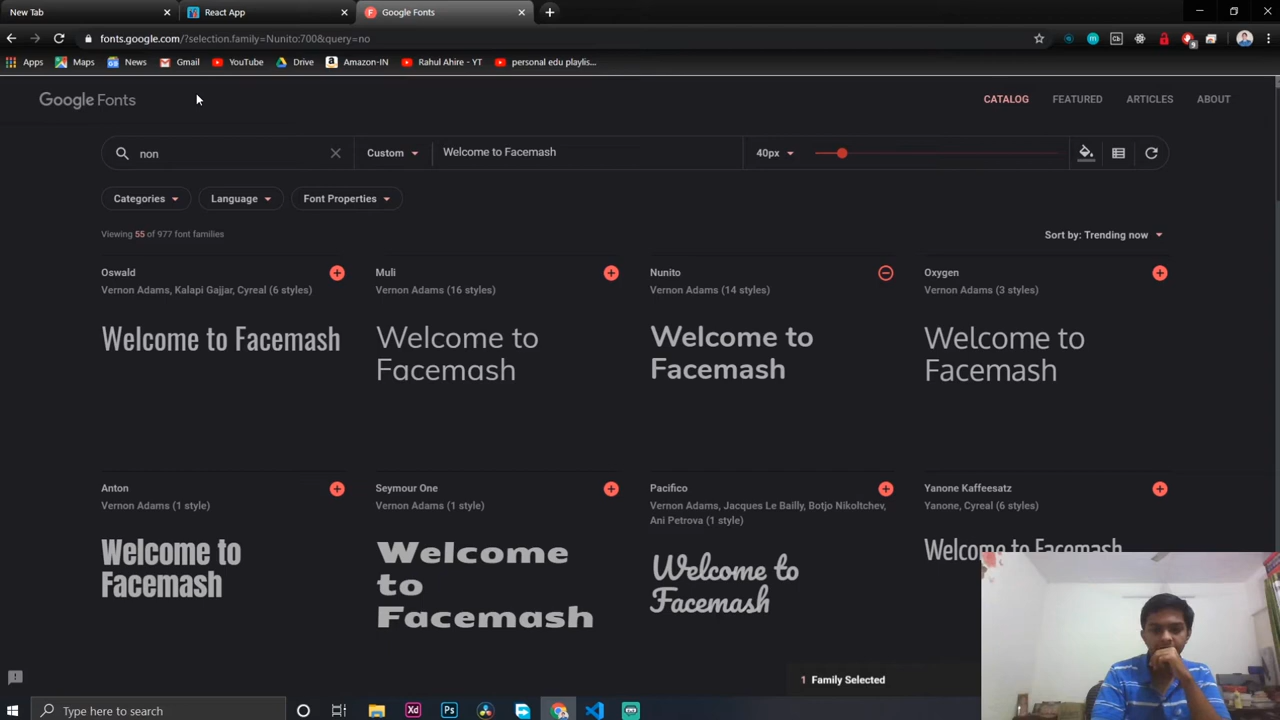 New Tab
React App
Google Fonts
fonts.google.com/?selection.family=Nunito:700&query=no
Apps
Maps
News
Gmail
YouTube
Drive
Amazon-IN
Rahul Ahire - YT
personal edu playlis...
Google Fonts
CATALOG
FEATURED
ARTICLES
ABOUT
non
Custom
Welcome to Facemash
40px
Categories
Language
Font Properties
Viewing 55 of 977 font families
Sort by: Trending now
Oswald
Vernon Adams, Kalapi Gajjar, Cyreal (6 styles)
Welcome to Facemash
Muli
Vernon Adams (16 styles)
Welcome to
Facemash
Nunito
Vernon Adams (14 styles)
Welcome to
Facemash
Oxygen
Vernon Adams (3 styles)
Welcome to
Facemash
Anton
Vernon Adams (1 style)
Welcome to
Facemash
Seymour One
Vernon Adams (1 style)
Welcome
to
Facemash
Pacifico
Vernon Adams, Jacques Le Bailly, Botjo Nikoltchev,
Ani Petrova (1 style)
Welcome to
Facemash
Yanone Kaffeesatz
Yanone, Cyreal (6 styles)
Welcome to Facemash
1 Family Selected
Type here to search
Xd
Ps